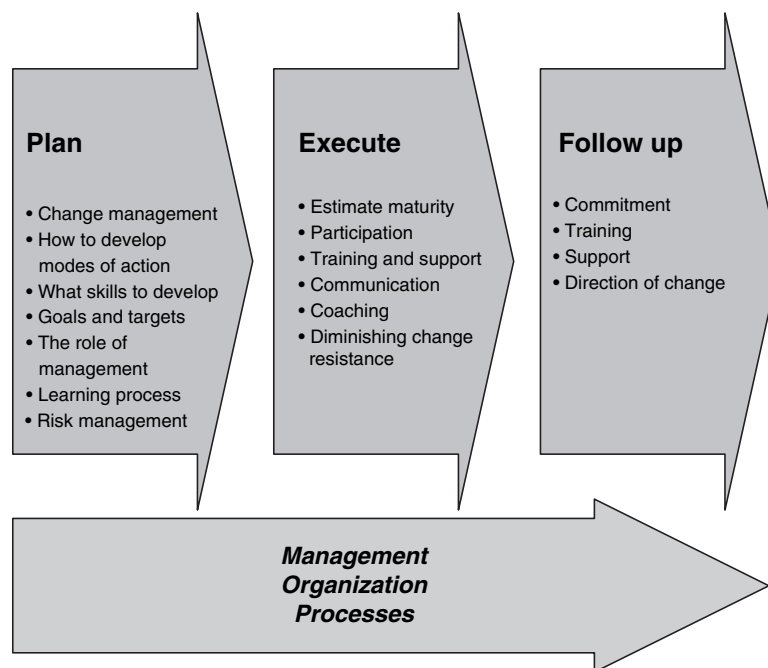 Plan
• Change management
• How to develop
modes of action
• What skills to develop
• Goals and targets
• The role of
management
• Learning process
• Risk management
Execute
• Estimate maturity
• Participation
• Training and support
• Communication
• Coaching
• Diminishing change
resistance
Follow up
• Commitment
• Training
• Support
• Direction of change
Management
Organization
Processes